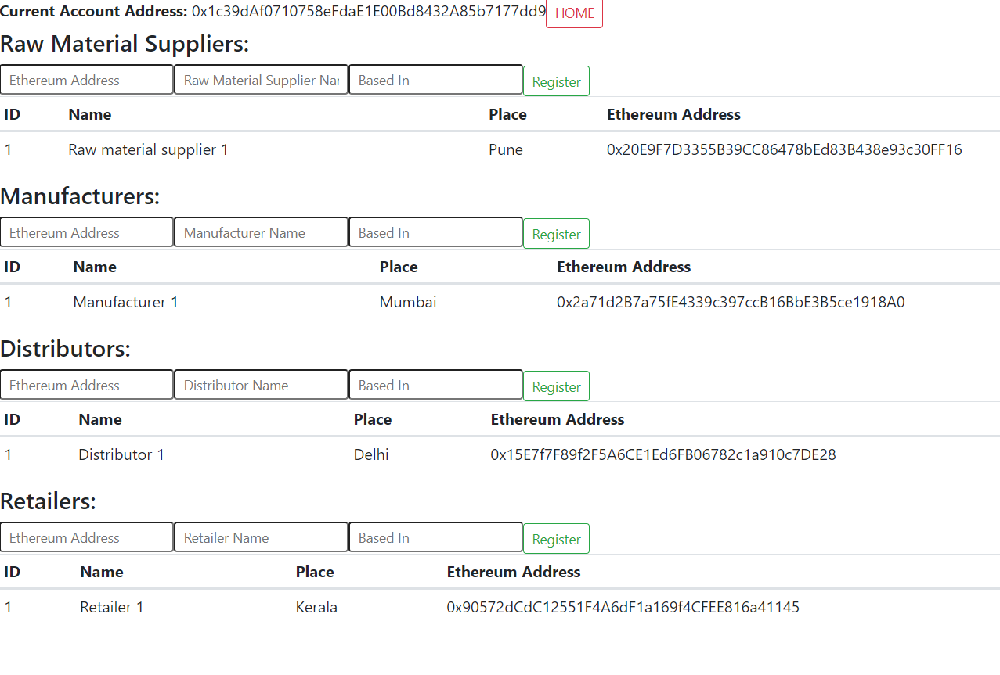 Current Account Address: 0x1c39dAf0710758eFdaE1E00Bd8432A85b7177dd9 HOME
Raw Material Suppliers:
Ethereum Address Raw Material Supplier Nar Based In Register
ID Name Place Ethereum Address
1 Raw material supplier 1 Pune 0x20E9F7D3355B39CC86478bEd83B438e93c30FF16
Manufacturers:
Ethereum Address Manufacturer Name Based In Register
ID Name Place Ethereum Address
1 Manufacturer 1 Mumbai 0x2a71d2B7a75fE4339c397ccB16BbE3B5ce1918A0
Distributors:
Ethereum Address Distributor Name Based In Register
ID Name Place Ethereum Address
1 Distributor 1 Delhi 0x15E7f7F89f2F5A6CE1Ed6FB06782c1a910c7DE28
Retailers:
Ethereum Address Retailer Name Based In Register
ID Name Place Ethereum Address
1 Retailer 1 Kerala 0x90572dCdC12551F4A6dF1a169f4CFEE816a41145